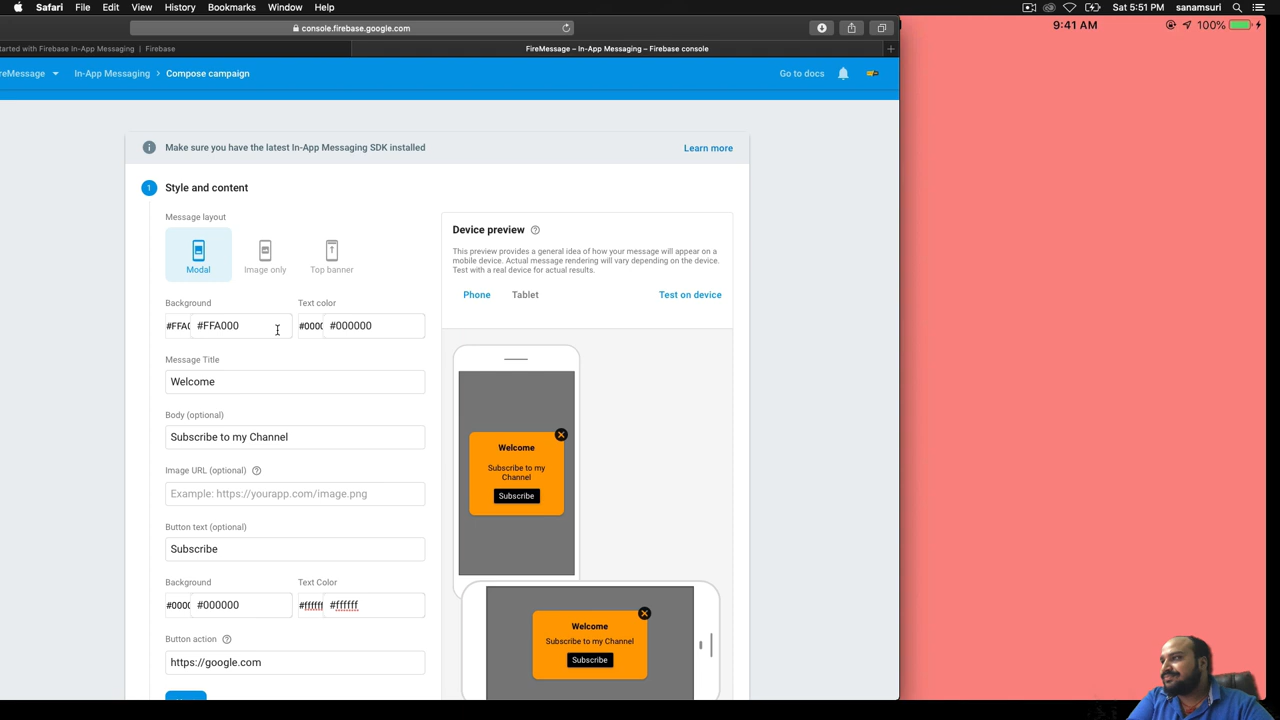 Safari File Edit View History Bookmarks Window Help Sat 5:51 PM sanamsuri
console.firebase.google.com
9:41 AM 100%
tarted with Firebase In-App Messaging | Firebase
FireMessage – In-App Messaging – Firebase console
reMessage In-App Messaging > Compose campaign Go to docs
Make sure you have the latest In-App Messaging SDK installed Learn more
1 Style and content
Message layout
Modal Image only Top banner
Background Text color
#FFA0 #FFA000 #0000 #000000
Message Title
Welcome
Body (optional)
Subscribe to my Channel
Image URL (optional)
Example: https://yourapp.com/image.png
Button text (optional)
Subscribe
Background Text Color
#0000 #000000 #ffffff #ffffff
Button action
https://google.com
Device preview
This preview provides a general idea of how your message will appear on a
mobile device. Actual message rendering will vary depending on the device.
Test with a real device for actual results.
Phone Tablet Test on device
Welcome
Subscribe to my
Channel
Subscribe
Welcome
Subscribe to my Channel
Subscribe